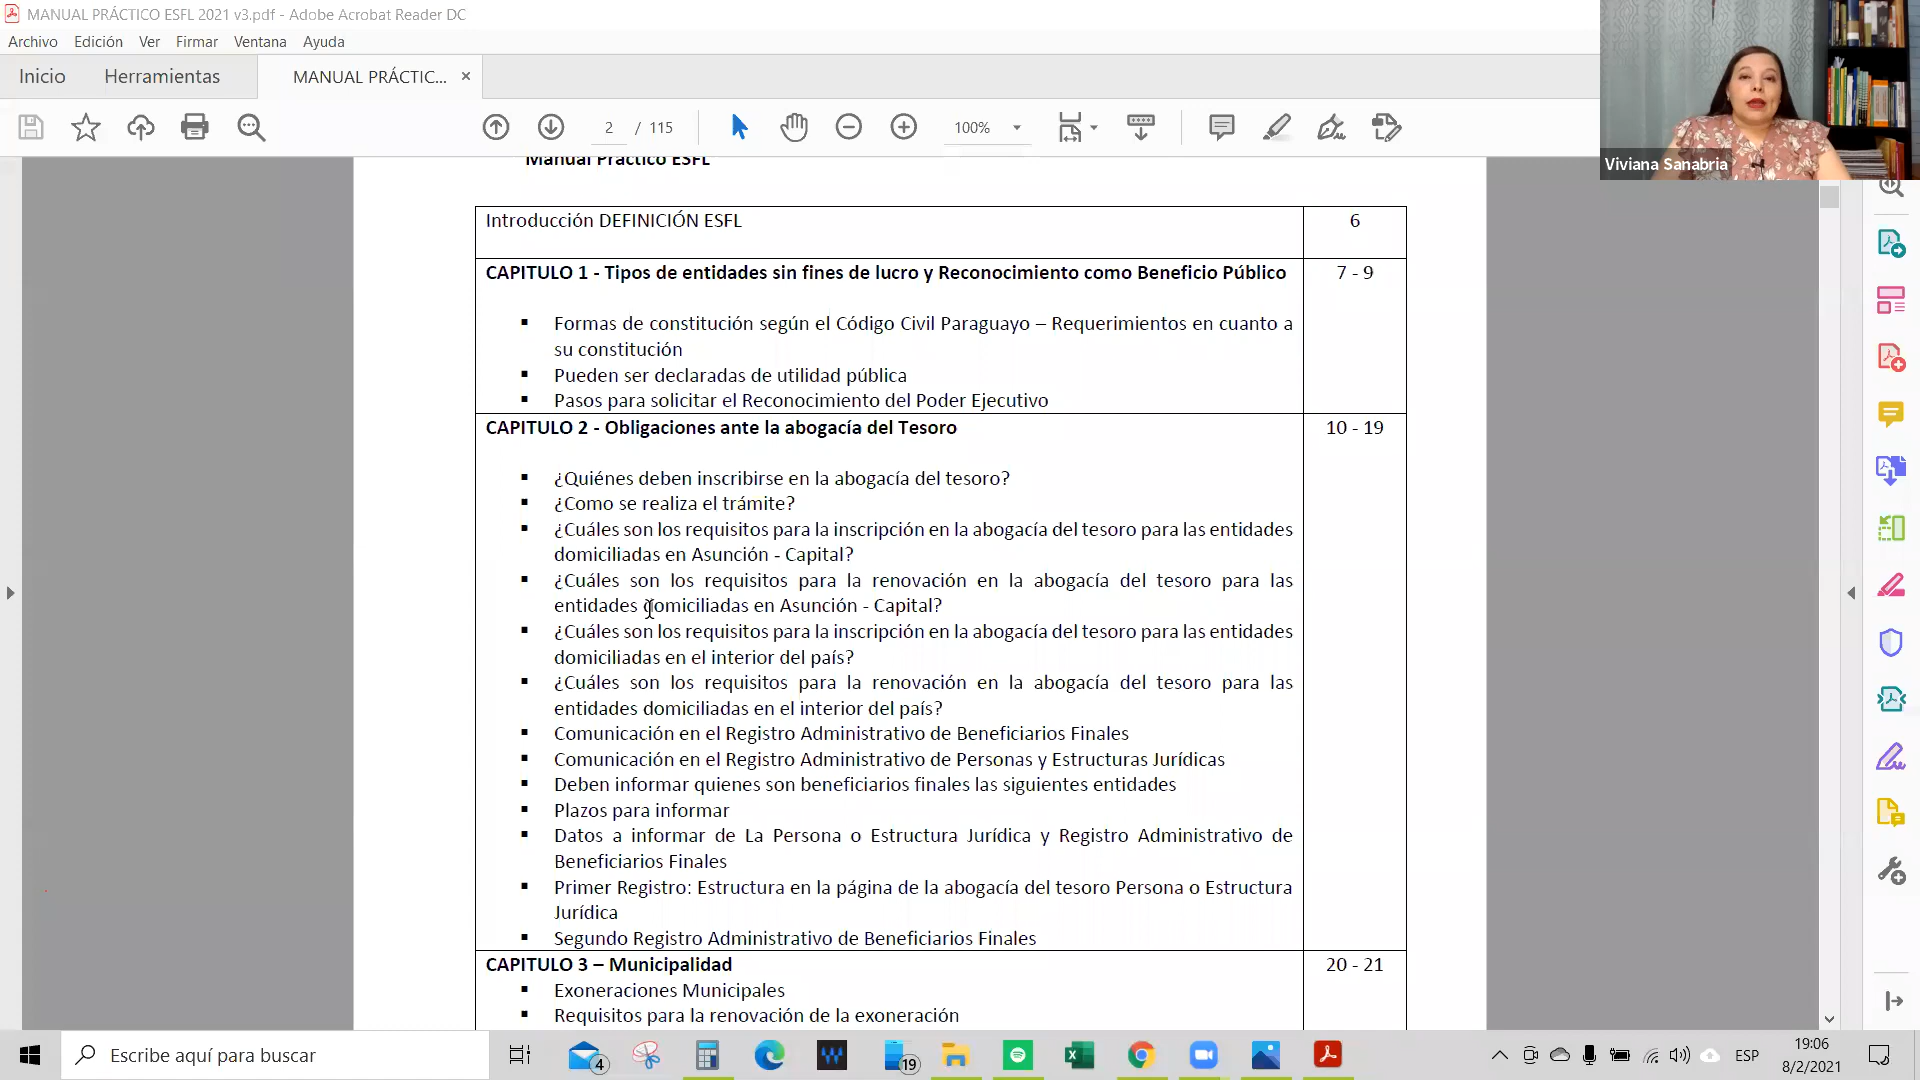 MANUAL PRÁCTICO ESFL 2021 v3.pdf - Adobe Acrobat Reader DC
Archivo Edición Ver Firmar Ventana Ayuda
Inicio Herramientas MANUAL PRÁCTIC... ×
2 / 115 100%
Viviana Sanabria
Manual Práctico ESFL
Introducción DEFINICIÓN ESFL 6
CAPITULO 1 - Tipos de entidades sin fines de lucro y Reconocimiento como Beneficio Público 7 - 9
▪ Formas de constitución según el Código Civil Paraguayo – Requerimientos en cuanto a
su constitución
▪ Pueden ser declaradas de utilidad pública
▪ Pasos para solicitar el Reconocimiento del Poder Ejecutivo
CAPITULO 2 - Obligaciones ante la abogacía del Tesoro 10 - 19
▪ ¿Quiénes deben inscribirse en la abogacía del tesoro?
▪ ¿Como se realiza el trámite?
▪ ¿Cuáles son los requisitos para la inscripción en la abogacía del tesoro para las entidades
domiciliadas en Asunción - Capital?
▪ ¿Cuáles son los requisitos para la renovación en la abogacía del tesoro para las
entidades domiciliadas en Asunción - Capital?
▪ ¿Cuáles son los requisitos para la inscripción en la abogacía del tesoro para las entidades
domiciliadas en el interior del país?
▪ ¿Cuáles son los requisitos para la renovación en la abogacía del tesoro para las
entidades domiciliadas en el interior del país?
▪ Comunicación en el Registro Administrativo de Beneficiarios Finales
▪ Comunicación en el Registro Administrativo de Personas y Estructuras Jurídicas
▪ Deben informar quienes son beneficiarios finales las siguientes entidades
▪ Plazos para informar
▪ Datos a informar de La Persona o Estructura Jurídica y Registro Administrativo de
Beneficiarios Finales
▪ Primer Registro: Estructura en la página de la abogacía del tesoro Persona o Estructura
Jurídica
▪ Segundo Registro Administrativo de Beneficiarios Finales
CAPITULO 3 – Municipalidad 20 - 21
▪ Exoneraciones Municipales
▪ Requisitos para la renovación de la exoneración
Escribe aquí para buscar 4 19 ESP 19:06
8/2/2021